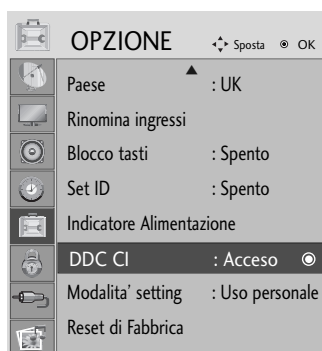 OPZIONE Sposta OK
Paese : UK
Rinomina ingressi
Blocco tasti : Spento
Set ID : Spento
Indicatore Alimentazione
DDC CI : Acceso
Modalita' setting : Uso personale
Reset di Fabbrica